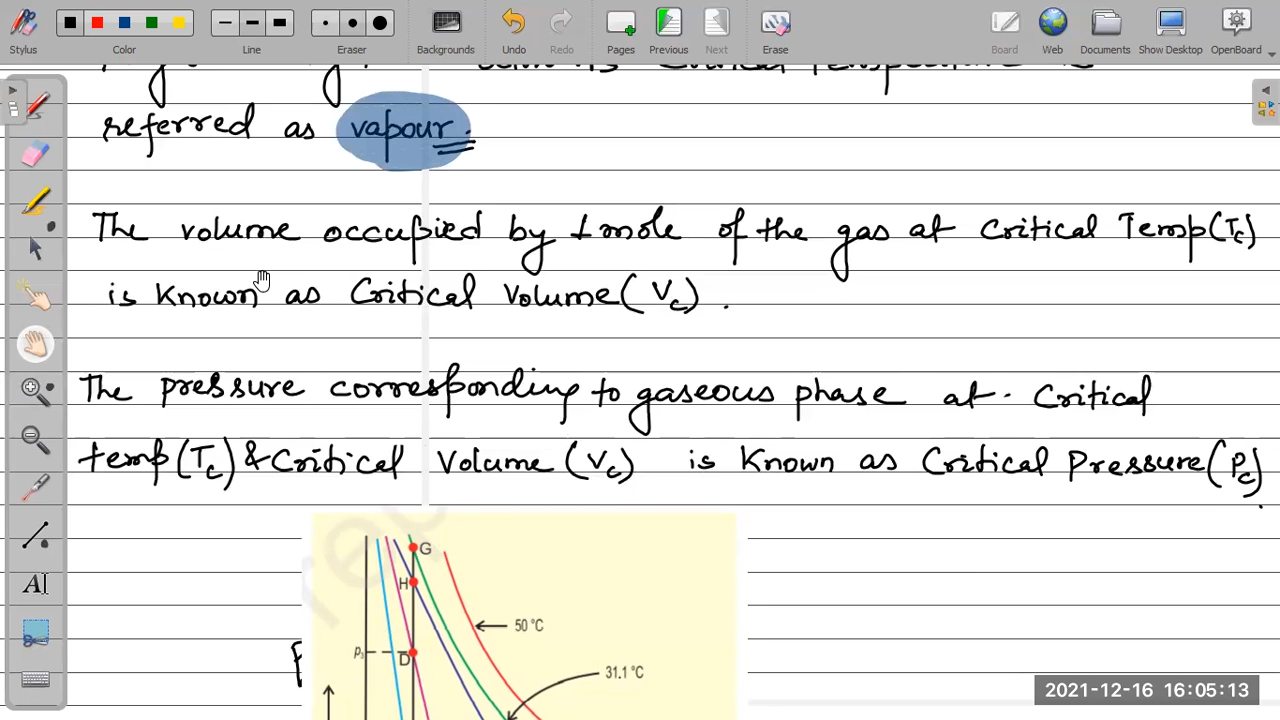 Stylus
Color
Line
Eraser
Backgrounds
Undo
Redo
Pages
Previous
Next
Erase
Board
Web
Documents
Show Desktop
OpenBoard
Critical
referred as vapour.
The volume occupied by 1 mole of the gas at Critical Temp(Tc)
is known as Critical Volume(Vc).
The pressure corresponding to gaseous phase at. Critical
temp(Tc) & Critical Volume (Vc) is known as Critical Pressure(Pc).
G
H
50 °C
p3
D
31.1 °C
2021-12-16 16:05:13